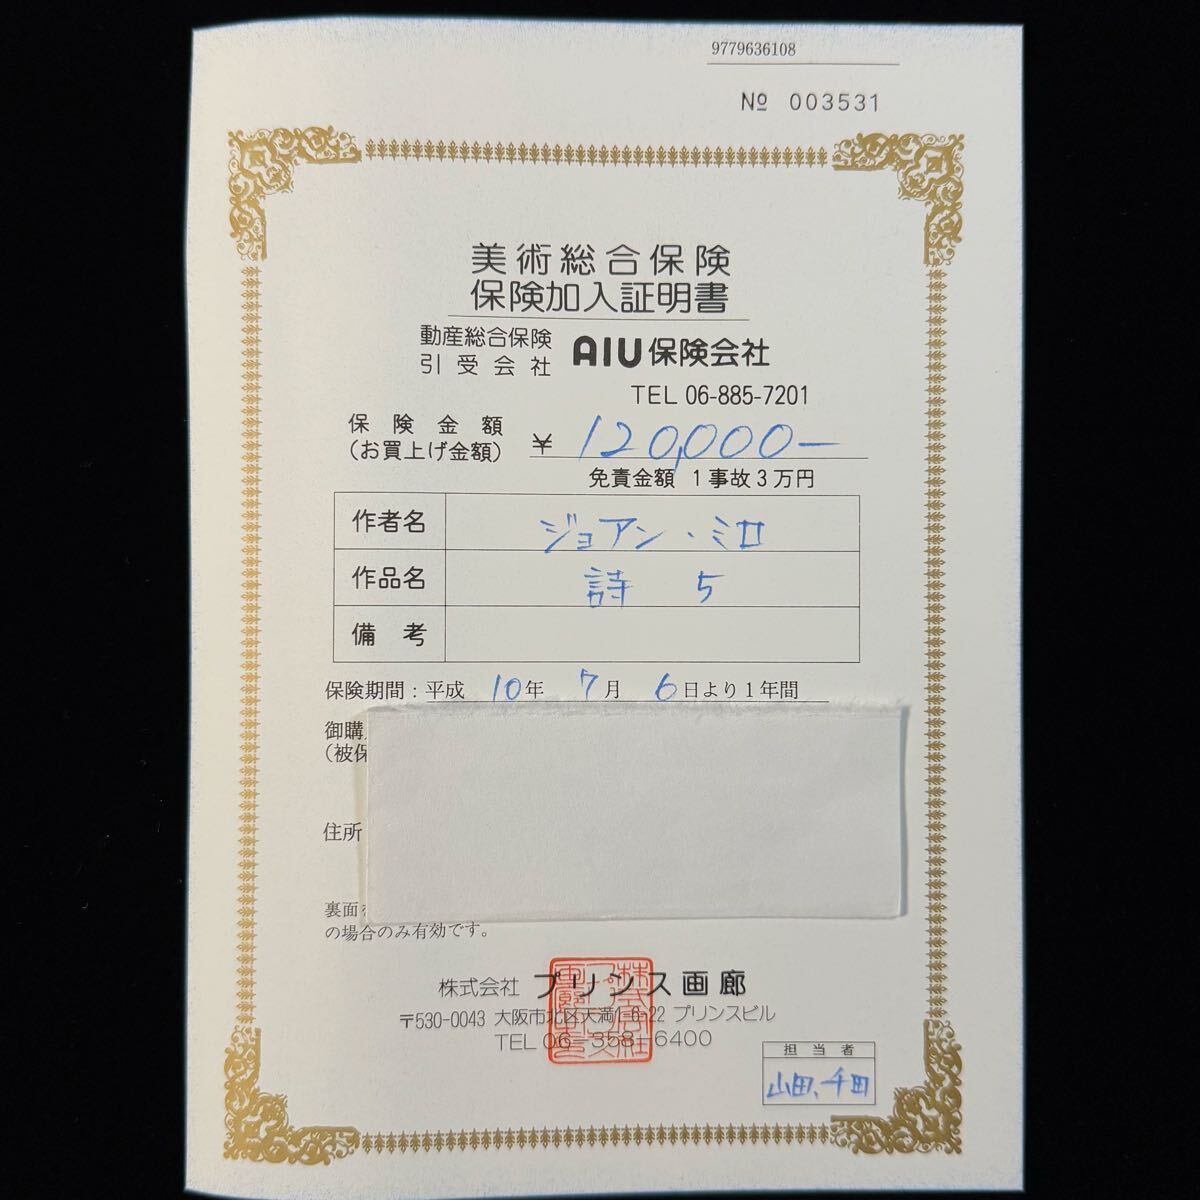 9779636108
№ 003531
美術総合保険
保険加入証明書
動産総合保険
引受会社
AIU保険会社
TEL 06-885-7201
保険金額
(お買上げ金額)
¥ 120,000-
免責金額 1事故3万円
作者名 ジョアン・ミロ
作品名 詩 5
備考
保険期間:平成 10年 7月 6日より1年間
御購
(被保
住所
裏面
の場合のみ有効です。
株式会社 プリンス画廊
〒530-0043 大阪市北区天満1-6-22 プリンスビル
TEL 06-358-6400
担当者
山田、千田